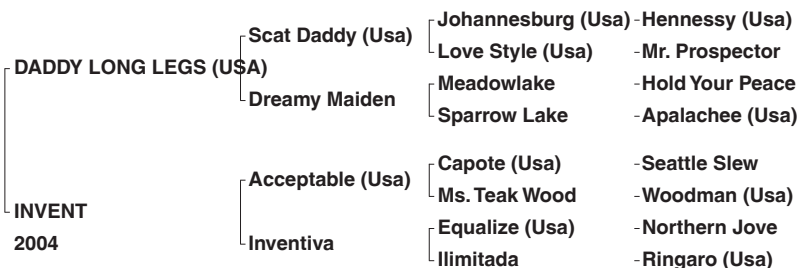 Johannesburg (Usa) - Hennessy (Usa)
Scat Daddy (Usa)
Love Style (Usa) - Mr. Prospector
DADDY LONG LEGS (USA)
Meadowlake - Hold Your Peace
Dreamy Maiden
Sparrow Lake - Apalachee (Usa)
Capote (Usa) - Seattle Slew
Acceptable (Usa)
Ms. Teak Wood - Woodman (Usa)
INVENT
Equalize (Usa) - Northern Jove
2004
Inventiva
Ilimitada - Ringaro (Usa)